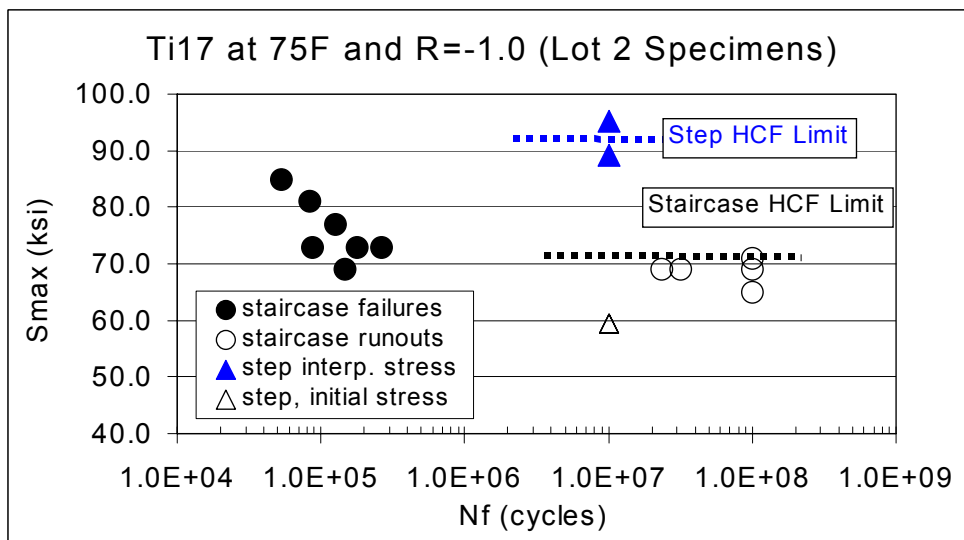 Ti17 at 75F and R=-1.0 (Lot 2 Specimens)
100.0
90.0
80.0
70.0
60.0
50.0
40.0
Smax (ksi)
Step HCF Limit
Staircase HCF Limit
staircase failures
staircase runouts
step interp. stress
step, initial stress
1.0E+04 1.0E+05 1.0E+06 1.0E+07 1.0E+08 1.0E+09
Nf (cycles)